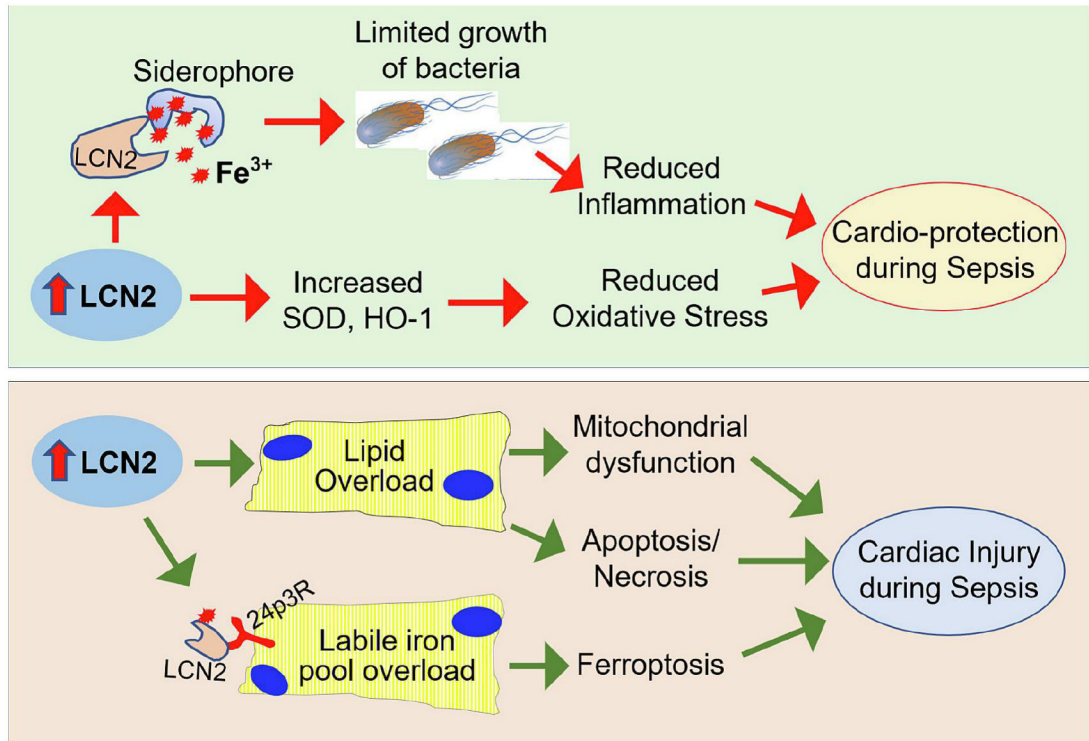 Limited growth
of bacteria
Siderophore
LCN2
Fe³⁺
Reduced
Inflammation
Cardio-protection
during Sepsis
LCN2
Increased
SOD, HO-1
Reduced
Oxidative Stress
LCN2
Lipid
Overload
Mitochondrial
dysfunction
Apoptosis/
Necrosis
Cardiac Injury
during Sepsis
24p3R
LCN2
Labile iron
pool overload
Ferroptosis